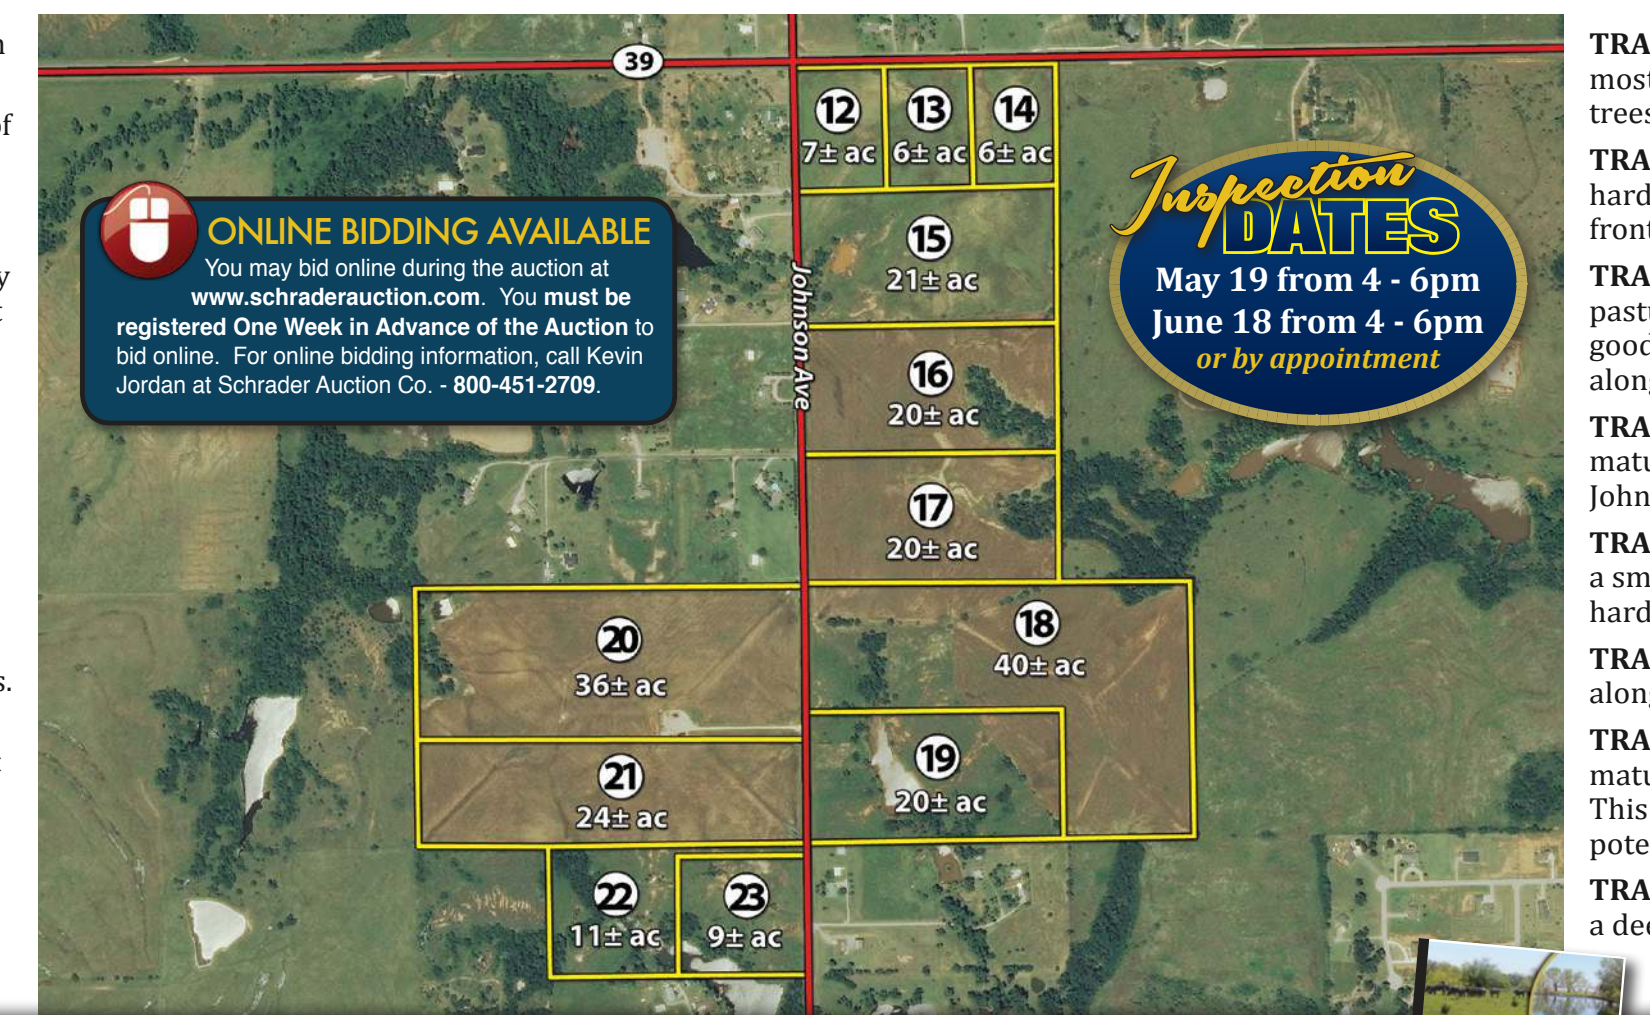 39
12
13
14
7± ac
6± ac
6± ac
ONLINE BIDDING AVAILABLE
You may bid online during the auction at
www.schraderauction.com. You must be
registered One Week in Advance of the Auction to
bid online. For online bidding information, call Kevin
Jordan at Schrader Auction Co. - 800-451-2709.
Inspection
DATES
May 19 from 4 - 6pm
June 18 from 4 - 6pm
or by appointment
Johnson Ave
15
21± ac
16
20± ac
17
20± ac
18
40± ac
19
20± ac
20
36± ac
21
24± ac
22
11± ac
23
9± ac
of
y
s.
TRA
most
trees
TRA
hard
front
TRA
pastu
good
along
TRA
matu
John
TRA
a sm
hard
TRA
along
TRA
matu
This
pote
TRA
a dee